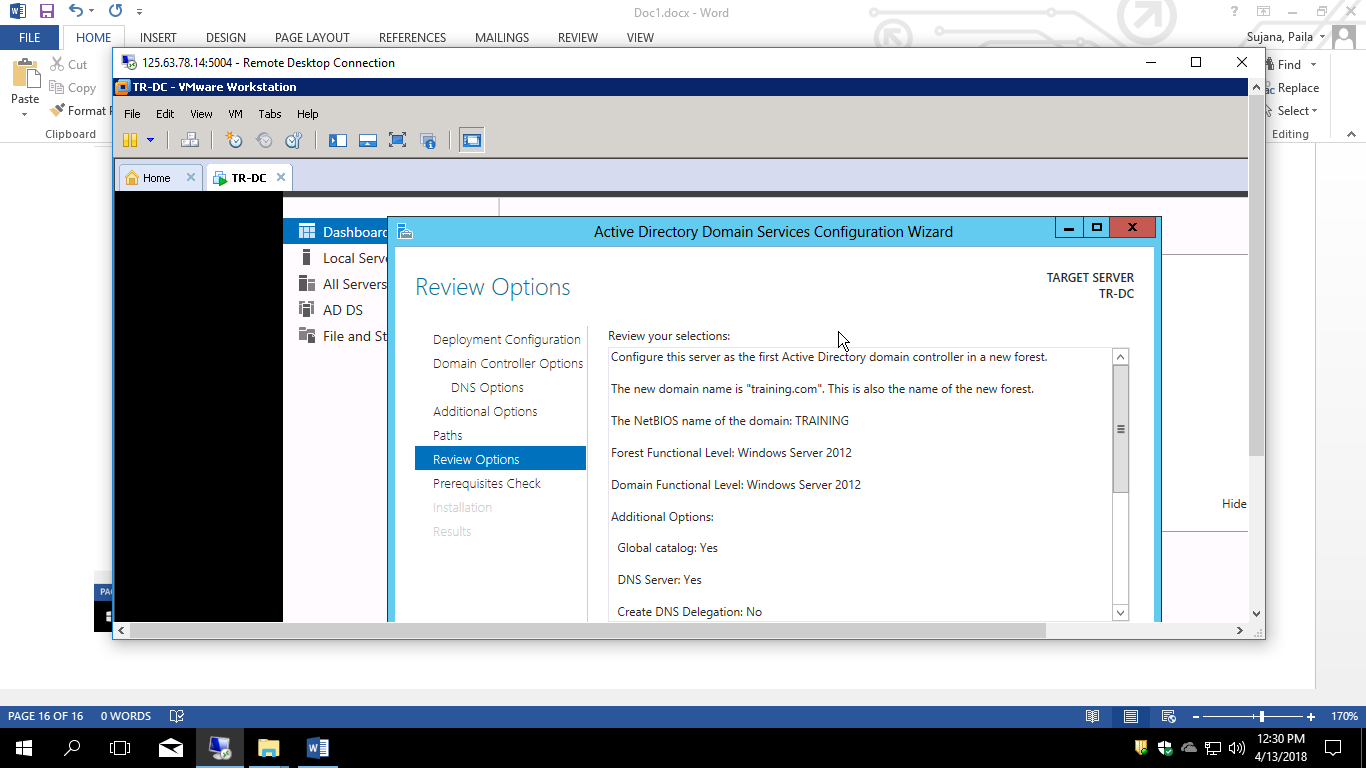 Doc1.docx - Word
FILE
HOME
INSERT
DESIGN
PAGE LAYOUT
REFERENCES
MAILINGS
REVIEW
VIEW
Sujana, Paila
Cut
Copy
Format
Paste
Clipboard
Find
Replace
Select
Editing
125.63.78.14:5004 - Remote Desktop Connection
TR-DC - VMware Workstation
File Edit View VM Tabs Help
Home
TR-DC
Dashboard
Local Serve
All Servers
AD DS
File and St
Active Directory Domain Services Configuration Wizard
Review Options
TARGET SERVER
TR-DC
Deployment Configuration
Domain Controller Options
DNS Options
Additional Options
Paths
Review Options
Prerequisites Check
Installation
Results
Review your selections:
Configure this server as the first Active Directory domain controller in a new forest.
The new domain name is "training.com". This is also the name of the new forest.
The NetBIOS name of the domain: TRAINING
Forest Functional Level: Windows Server 2012
Domain Functional Level: Windows Server 2012
Additional Options:
Global catalog: Yes
DNS Server: Yes
Create DNS Delegation: No
Hide
PAGE 16 OF 16
0 WORDS
170%
12:30 PM
4/13/2018